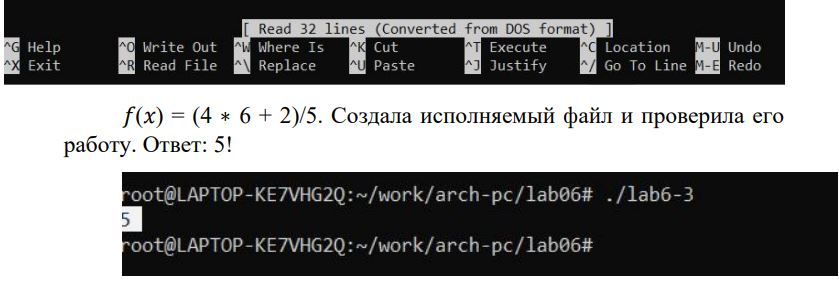 [ Read 32 lines (Converted from DOS format) ]
^G Help ^O Write Out ^W Where Is ^K Cut ^T Execute ^C Location M-U Undo
^X Exit ^R Read File ^\ Replace ^U Paste ^J Justify ^/ Go To Line M-E Redo
𝑓(𝑥) = (4 ∗ 6 + 2)/5. Создала исполняемый файл и проверила его
работу. Ответ: 5!
root@LAPTOP-KE7VHG2Q:~/work/arch-pc/lab06# ./lab6-3
5
root@LAPTOP-KE7VHG2Q:~/work/arch-pc/lab06#